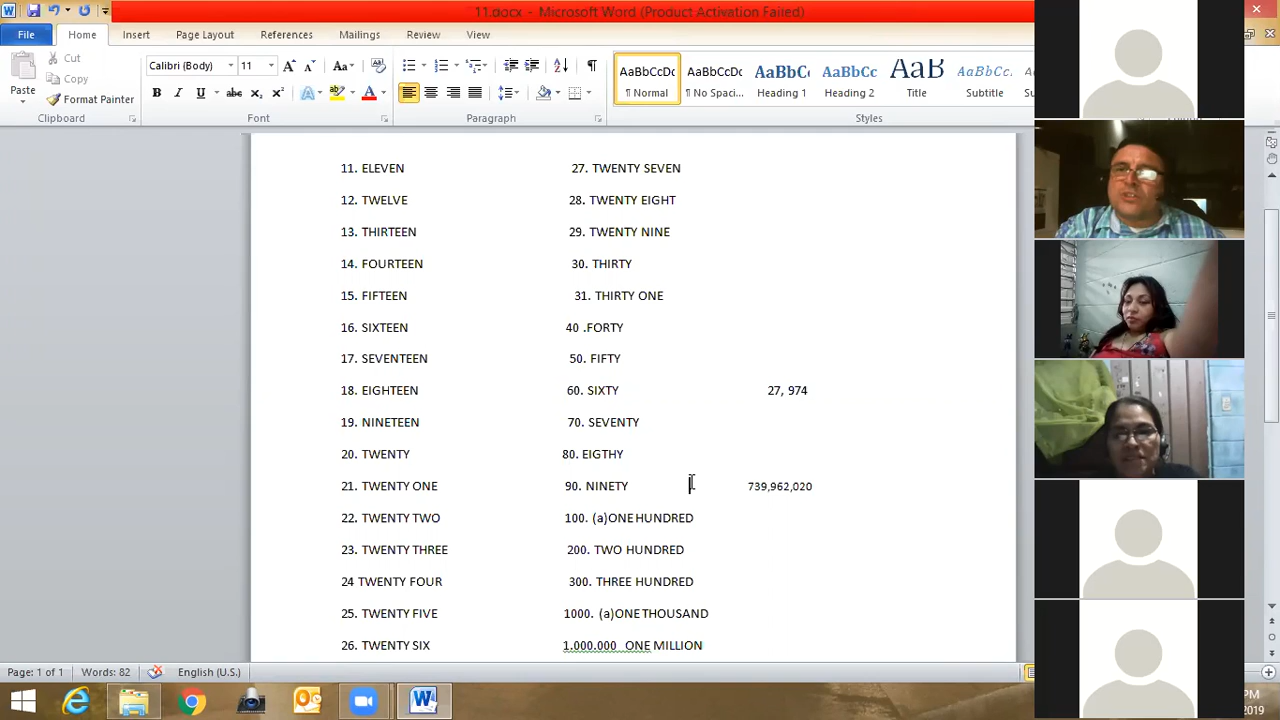 11.docx - Microsoft Word (Product Activation Failed)
File Home Insert Page Layout References Mailings Review View
Cut
Copy
Format Painter
Paste
Calibri (Body) 11
AaBbCcDc AaBbCcDc AaBbCc AaBbCc AaB AaBbCcDc
¶ Normal ¶ No Spaci... Heading 1 Heading 2 Title Subtitle
Clipboard Font Paragraph Styles
11. ELEVEN 27. TWENTY SEVEN
12. TWELVE 28. TWENTY EIGHT
13. THIRTEEN 29. TWENTY NINE
14. FOURTEEN 30. THIRTY
15. FIFTEEN 31. THIRTY ONE
16. SIXTEEN 40 .FORTY
17. SEVENTEEN 50. FIFTY
18. EIGHTEEN 60. SIXTY 27, 974
19. NINETEEN 70. SEVENTY
20. TWENTY 80. EIGTHY
21. TWENTY ONE 90. NINETY 739,962,020
22. TWENTY TWO 100. (a)ONE HUNDRED
23. TWENTY THREE 200. TWO HUNDRED
24 TWENTY FOUR 300. THREE HUNDRED
25. TWENTY FIVE 1000. (a)ONE THOUSAND
26. TWENTY SIX 1.000.000 ONE MILLION
Page: 1 of 1 Words: 82 English (U.S.)
PM
2019